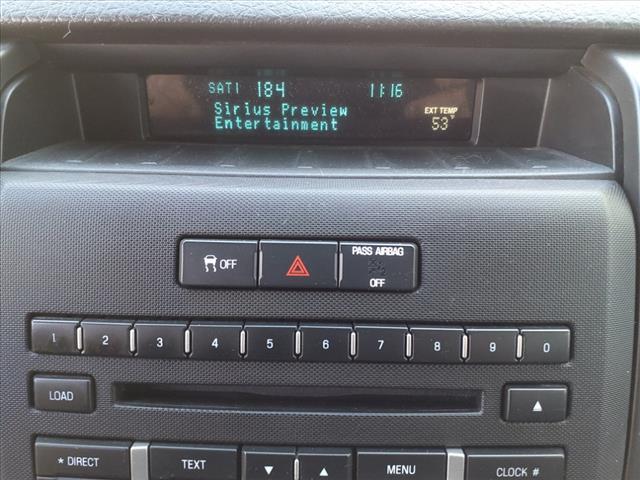 SAT1 184 11:16
Sirius Preview
EXT TEMP
Entertainment 53°F
OFF PASS AIRBAG OFF
1 2 3 4 5 6 7 8 9 0
LOAD
* DIRECT TEXT MENU CLOCK #